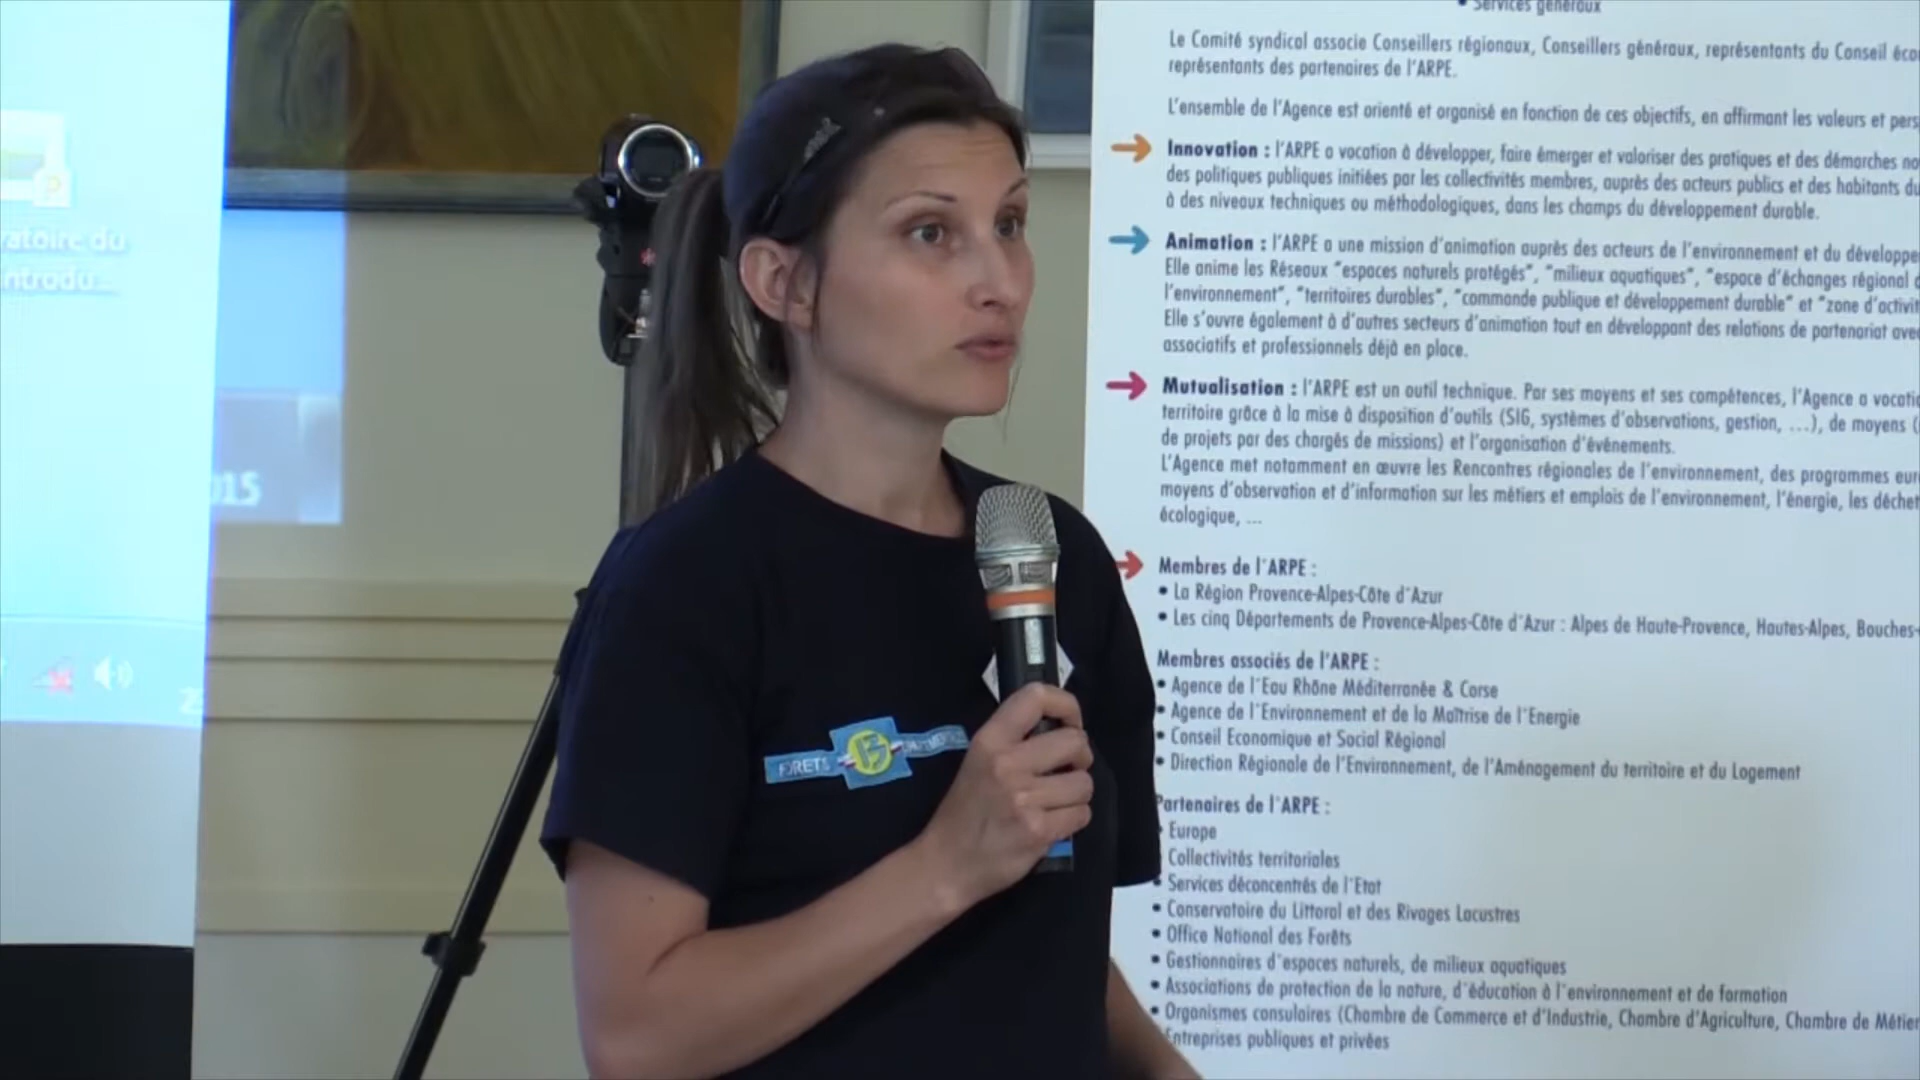 ratoire du
ntrodu...
015
FORETS
13
• Services généraux
Le Comité syndical associe Conseillers régionaux, Conseillers généraux, représentants du Conseil éco
représentants des partenaires de l'ARPE.
L'ensemble de l'Agence est orienté et organisé en fonction de ces objectifs, en affirmant les valeurs et pers
Innovation : l'ARPE a vocation à développer, faire émerger et valoriser des pratiques et des démarches no
des politiques publiques initiées par les collectivités membres, auprès des acteurs publics et des habitants du
à des niveaux techniques ou méthodologiques, dans les champs du développement durable.
Animation : l'ARPE a une mission d'animation auprès des acteurs de l'environnement et du développe
Elle anime les Réseaux "espaces naturels protégés", "milieux aquatiques", "espace d'échanges régional d
l'environnement", "territoires durables", "commande publique et développement durable" et "zone d'activit
Elle s'ouvre également à d'autres secteurs d'animation tout en développant des relations de partenariat avec
associatifs et professionnels déjà en place.
Mutualisation : l'ARPE est un outil technique. Par ses moyens et ses compétences, l'Agence a vocatio
territoire grâce à la mise à disposition d'outils (SIG, systèmes d'observations, gestion, ...), de moyens (
de projets par des chargés de missions) et l'organisation d'événements.
L'Agence met notamment en œuvre les Rencontres régionales de l'environnement, des programmes euro
moyens d'observation et d'information sur les métiers et emplois de l'environnement, l'énergie, les déchet
écologique, ...
Membres de l'ARPE :
• La Région Provence-Alpes-Côte d'Azur
• Les cinq Départements de Provence-Alpes-Côte d'Azur : Alpes de Haute-Provence, Hautes-Alpes, Bouches-
Membres associés de l'ARPE :
• Agence de l'Eau Rhône Méditerranée & Corse
• Agence de l'Environnement et de la Maîtrise de l'Energie
• Conseil Economique et Social Régional
• Direction Régionale de l'Environnement, de l'Aménagement du territoire et du Logement
Partenaires de l'ARPE :
• Europe
Collectivités territoriales
• Services déconcentrés de l'Etat
• Conservatoire du Littoral et des Rivages Lacustres
• Office National des Forêts
• Gestionnaires d'espaces naturels, de milieux aquatiques
• Associations de protection de la nature, d'éducation à l'environnement et de formation
• Organismes consulaires (Chambre de Commerce et d'Industrie, Chambre d'Agriculture, Chambre de Métier
Entreprises publiques et privées